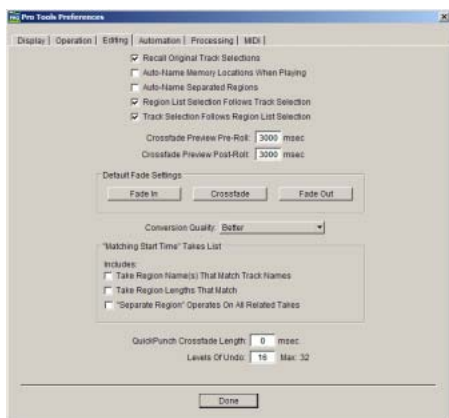 Pro Tools Preferences
Display Operation Editing Automation Processing MIDI
Recall Original Track Selections
Auto-Name Memory Locations When Playing
Auto-Name Separated Regions
Region List Selection Follows Track Selection
Track Selection Follows Region List Selection
Crossfade Preview Pre-Roll: 3000 msec
Crossfade Preview Post-Roll: 3000 msec
Default Fade Settings
Fade In Crossfade Fade Out
Conversion Quality: Better
"Matching Start Time" Takes List
Includes:
Take Region Name(s) That Match Track Names
Take Region Lengths That Match
"Separate Region" Operates On All Related Takes
QuickPunch Crossfade Length: 0 msec
Levels Of Undo: 16 Max: 32
Done